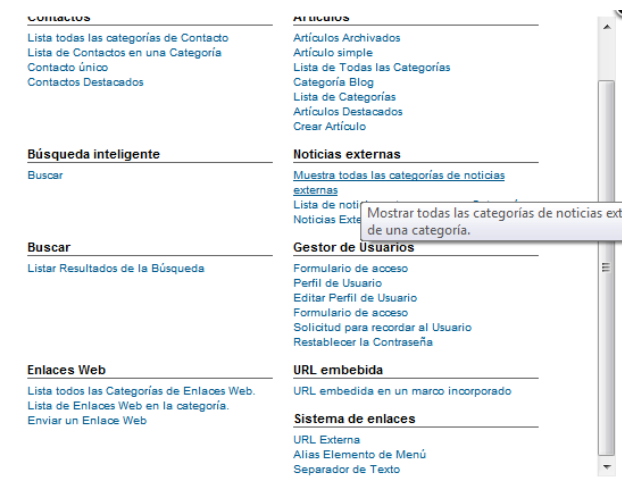 Contactos
Lista todas las categorías de Contacto
Lista de Contactos en una Categoría
Contacto único
Contactos Destacados
Artículos
Artículos Archivados
Artículo simple
Lista de Todas las Categorías
Categoría Blog
Lista de Categorías
Artículos Destacados
Crear Artículo
Búsqueda inteligente
Buscar
Noticias externas
Muestra todas las categorías de noticias
externas
Lista de
Noticias
Mostrar todas las categorías de noticias
de una categoría.
Buscar
Listar Resultados de la Búsqueda
Gestor de Usuarios
Formulario de acceso
Perfil de Usuario
Editar Perfil de Usuario
Formulario de acceso
Solicitud para recordar al Usuario
Restablecer la Contraseña
Enlaces Web
Lista todos las Categorías de Enlaces Web.
Lista de Enlaces Web en la categoría.
Enviar un Enlace Web
URL embebida
URL embedida en un marco incorporado
Sistema de enlaces
URL Externa
Alias Elemento de Menú
Separador de Texto